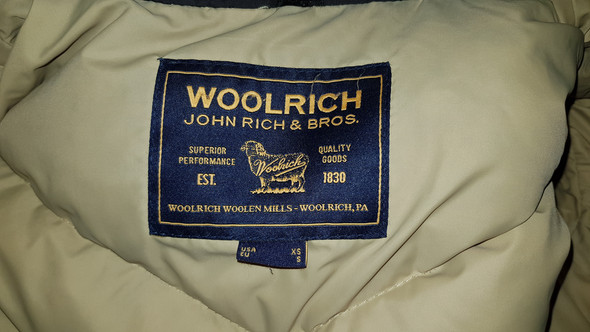 WOOLRICH
JOHN RICH & BROS.
SUPERIOR PERFORMANCE
QUALITY GOODS
Woolrich
EST. 1830
WOOLRICH WOOLEN MILLS - WOOLRICH, PA
USA XS
EU S